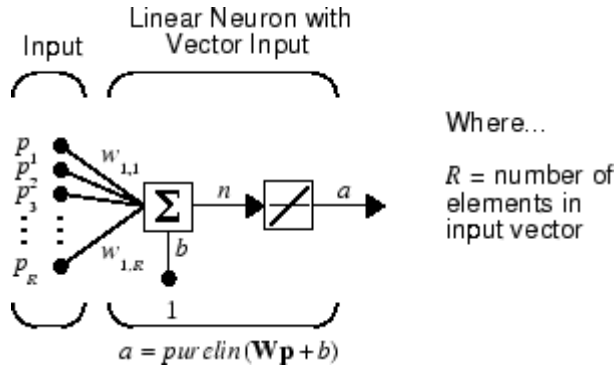 Linear Neuron with
Vector Input
Input
p1
p2
p3
pR
w1,1
w1,R
Σ
n
a
b
1
a = purelin(Wp + b)
Where...
R = number of
elements in
input vector